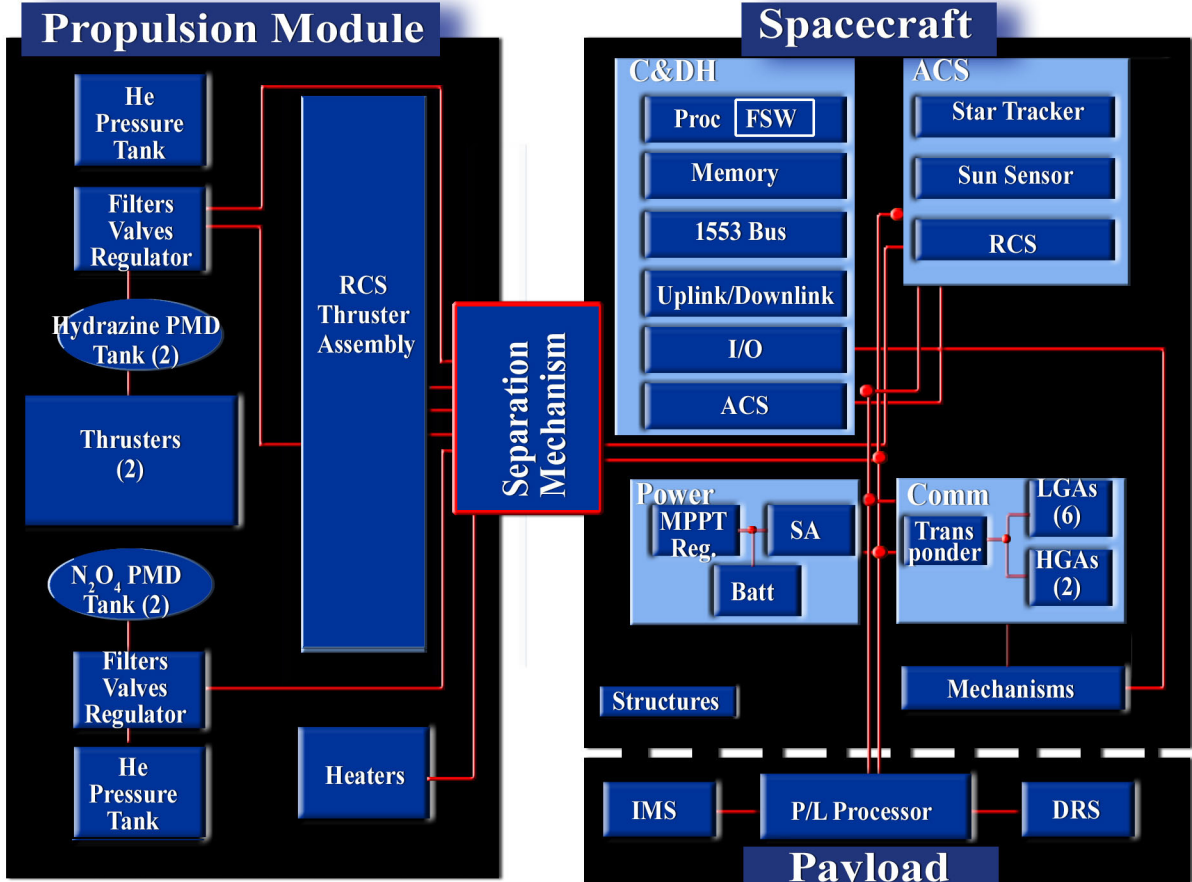 Propulsion Module
He
Pressure
Tank
Filters
Valves
Regulator
Hydrazine PMD
Tank (2)
Thrusters
(2)
N₂O₄ PMD
Tank (2)
Filters
Valves
Regulator
He
Pressure
Tank
RCS
Thruster
Assembly
Heaters
Separation
Mechanism
Spacecraft
C&DH
Proc FSW
Memory
1553 Bus
Uplink/Downlink
I/O
ACS
ACS
Star Tracker
Sun Sensor
RCS
Power
MPPT
Reg.
SA
Batt
Comm
Trans
ponder
LGAs
(6)
HGAs
(2)
Structures
Mechanisms
IMS
P/L Processor
DRS
Payload